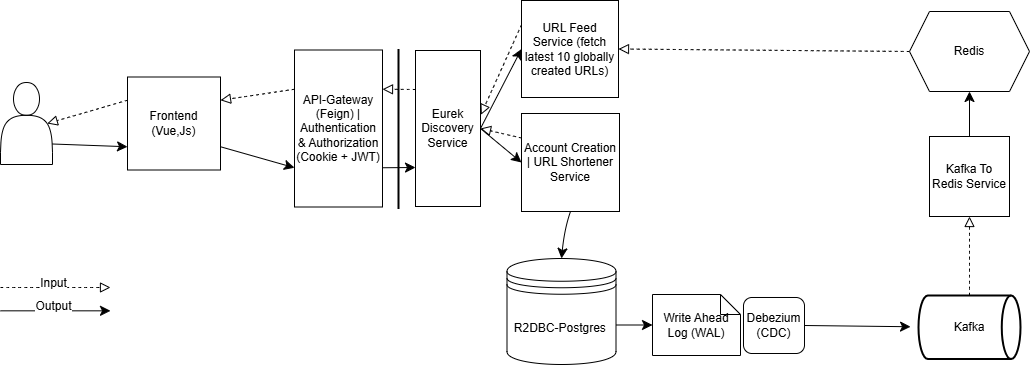 URL Feed
Service (fetch
latest 10 globally
created URLs)
Redis
Frontend
(Vue,Js)
API-Gateway
(Feign) |
Authentication
& Authorization
(Cookie + JWT)
Eurek
Discovery
Service
Account Creation
| URL Shortener
Service
Kafka To
Redis Service
Input
Output
R2DBC-Postgres
Write Ahead
Log (WAL)
Debezium
(CDC)
Kafka